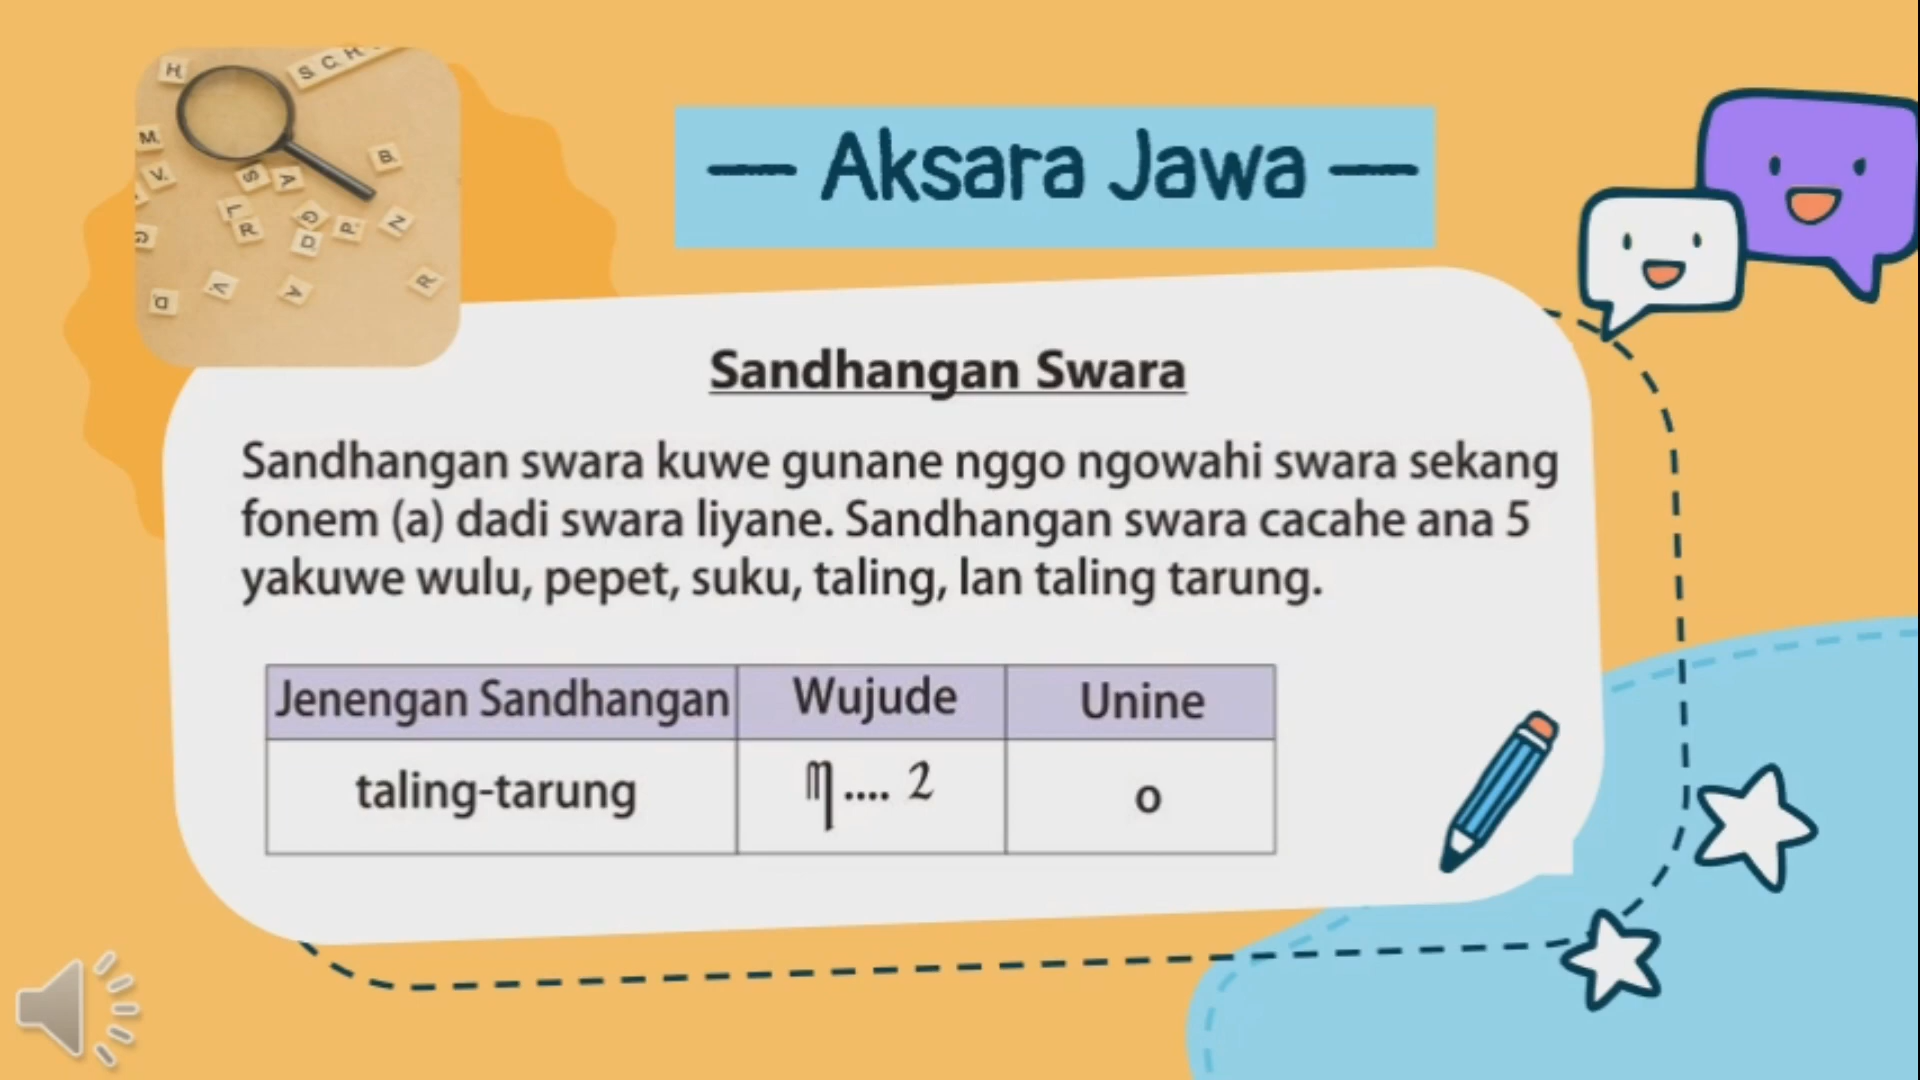 — Aksara Jawa —
Sandhangan Swara
Sandhangan swara kuwe gunane nggo ngowahi swara sekang
fonem (a) dadi swara liyane. Sandhangan swara cacahe ana 5
yakuwe wulu, pepet, suku, taling, lan taling tarung.
Jenengan Sandhangan Wujude Unine
taling-tarung ꦺ .... ꦴ o